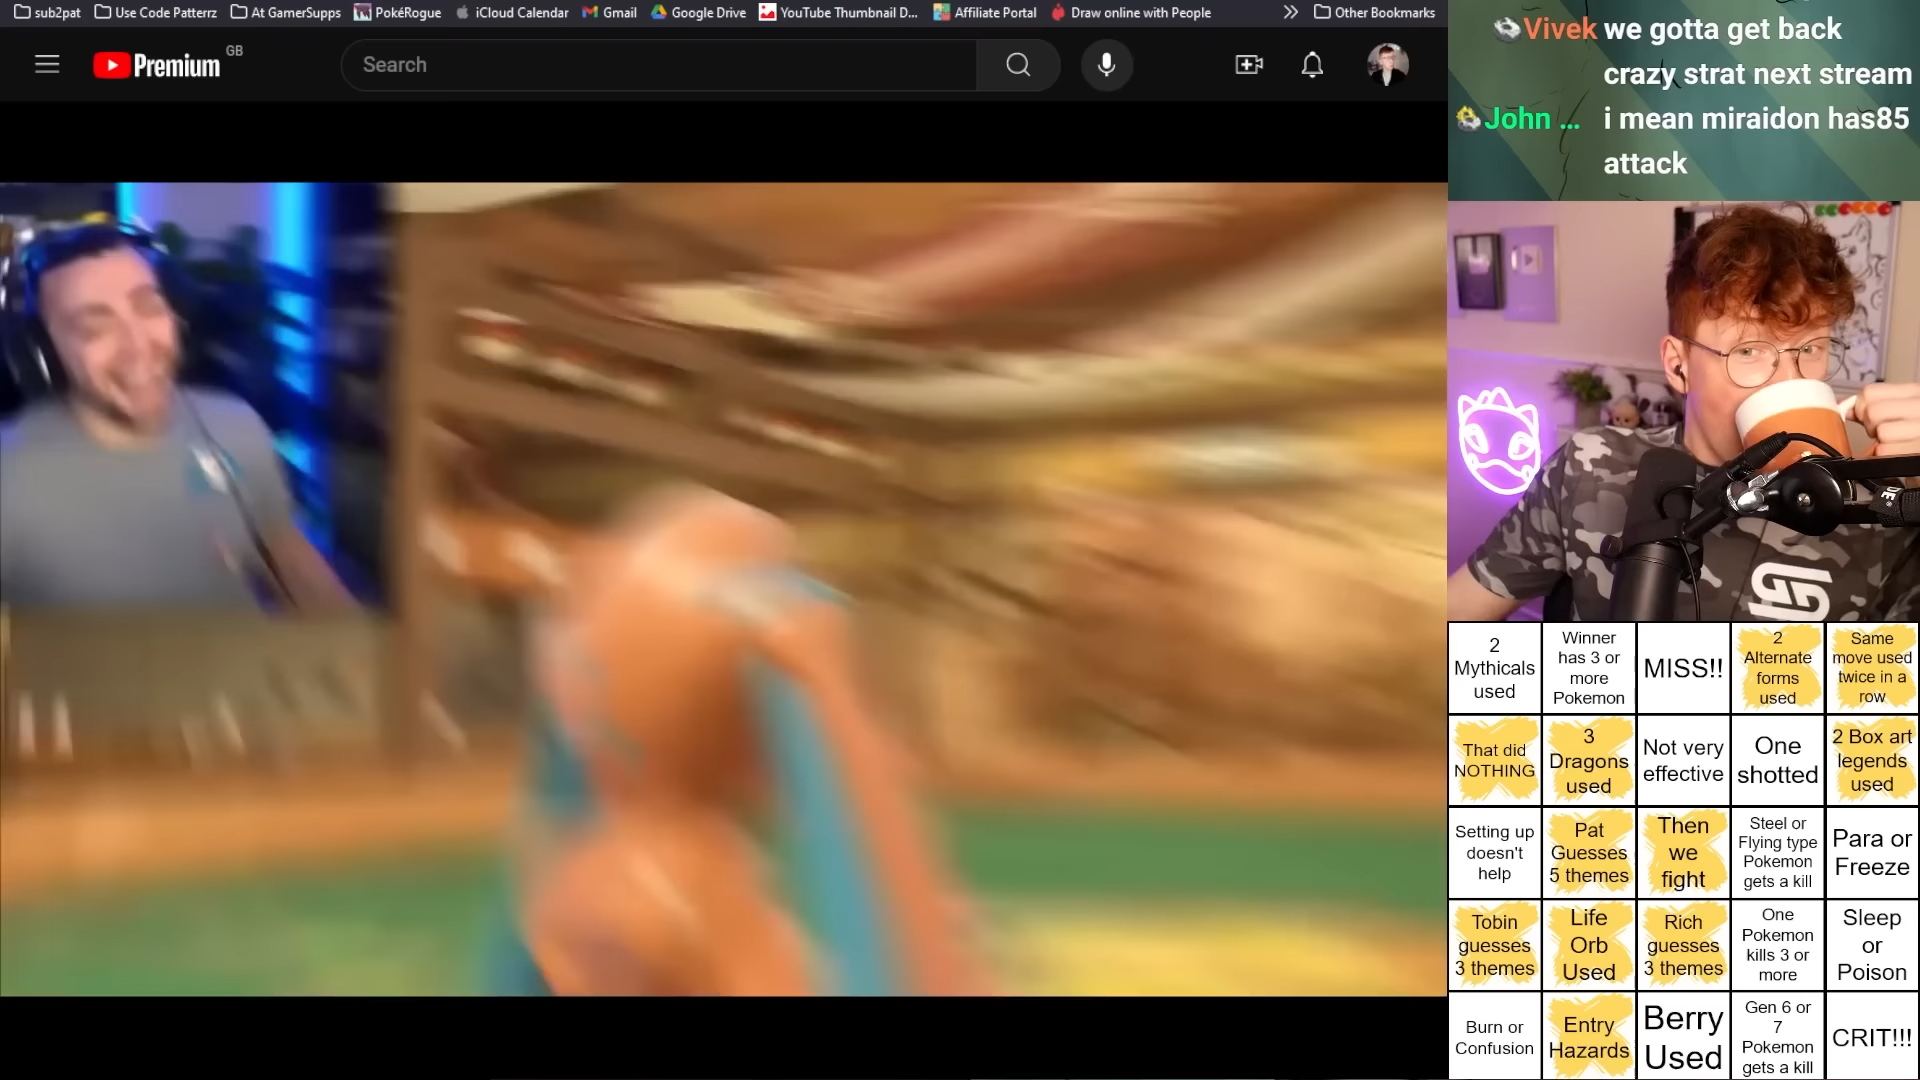 sub2pat Use Code Patterrz At GamerSupps PokéRogue iCloud Calendar Gmail Google Drive YouTube Thumbnail D... Affiliate Portal Draw online with People Other Bookmarks
Premium GB
Search
Vivek we gotta get back
crazy strat next stream
John ... i mean miraidon has85
attack
2
Mythicals
used
Winner
has 3 or
more
Pokemon
MISS!!
2
Alternate
forms
used
Same
move used
twice in a
row
That did
NOTHING
3
Dragons
used
Not very
effective
One
shotted
2 Box art
legends
used
Setting up
doesn't
help
Pat
Guesses
5 themes
Then
we
fight
Steel or
Flying type
Pokemon
gets a kill
Para or
Freeze
Tobin
guesses
3 themes
Life
Orb
Used
Rich
guesses
3 themes
One
Pokemon
kills 3 or
more
Sleep
or
Poison
Burn or
Confusion
Entry
Hazards
Berry
Used
Gen 6 or
7
Pokemon
gets a kill
CRIT!!!